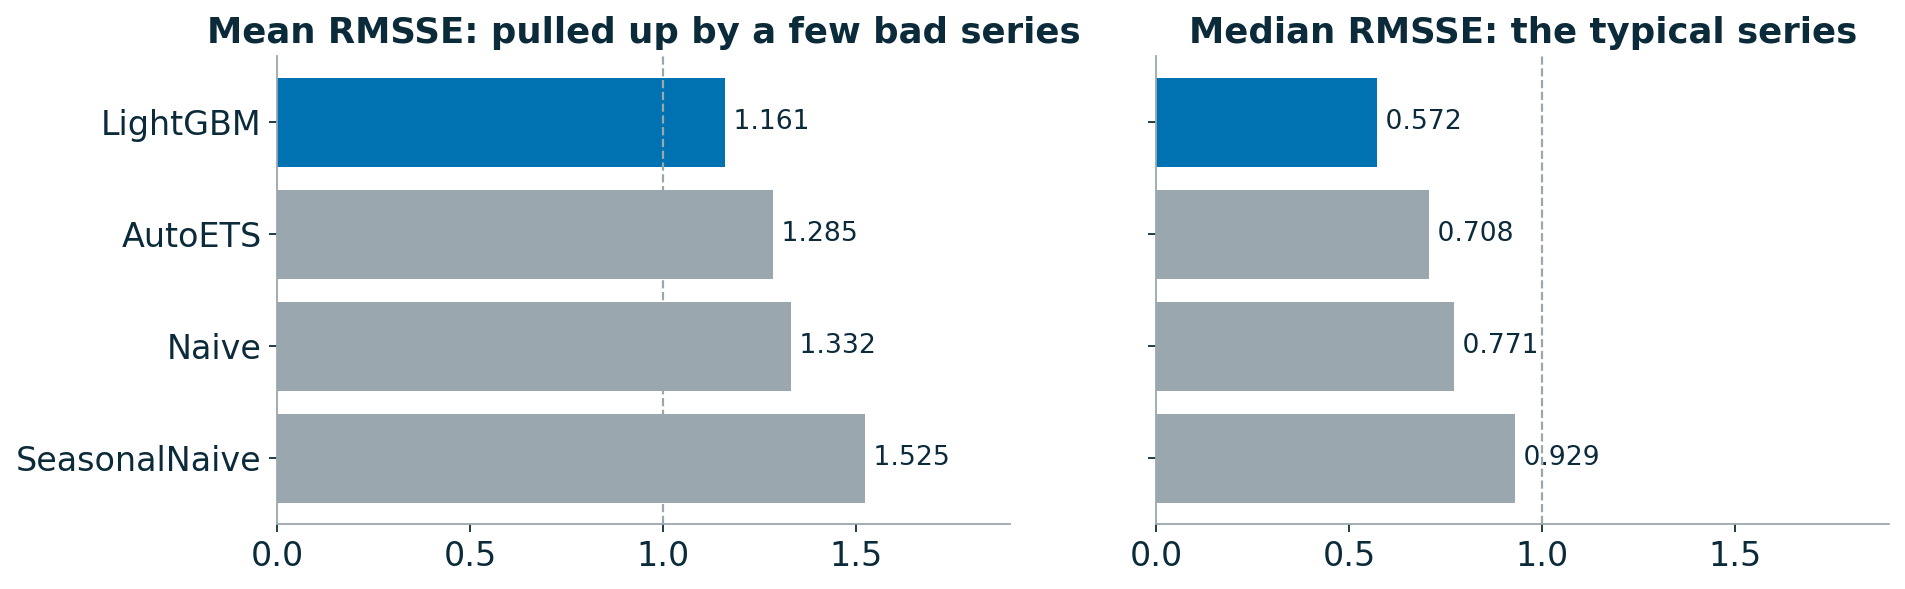 Mean RMSSE: pulled up by a few bad series
LightGBM
1.161
AutoETS
1.285
Naive
1.332
SeasonalNaive
1.525
0.0 0.5 1.0 1.5
Median RMSSE: the typical series
0.572
0.708
0.771
0.929
0.0 0.5 1.0 1.5